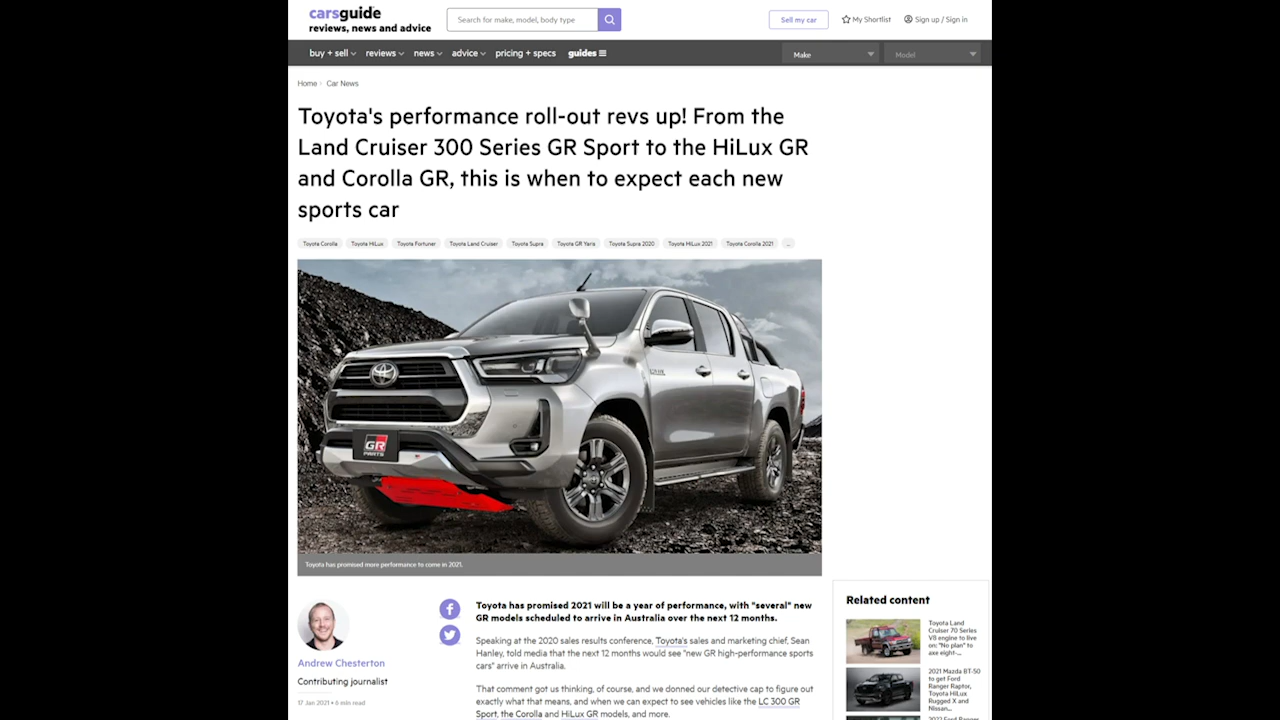 carsguide
reviews, news and advice
Search for make, model, body type
Sell my car
My Shortlist
Sign up / Sign in
buy + sell
reviews
news
advice
pricing + specs
guides
Make
Model
Home
Car News
Toyota's performance roll-out revs up! From the
Land Cruiser 300 Series GR Sport to the HiLux GR
and Corolla GR, this is when to expect each new
sports car
Toyota Corolla
Toyota HiLux
Toyota Fortuner
Toyota Land Cruiser
Toyota Supra
Toyota GR Yaris
Toyota Supra 2020
Toyota HiLux 2021
Toyota Corolla 2021
...
GR
PARTS
Toyota has promised more performance to come in 2021.
Andrew Chesterton
Contributing journalist
17 Jan 2021 • 6 min read
Toyota has promised 2021 will be a year of performance, with "several" new
GR models scheduled to arrive in Australia over the next 12 months.
Speaking at the 2020 sales results conference, Toyota's sales and marketing chief, Sean
Hanley, told media that the next 12 months would see "new GR high-performance sports
cars" arrive in Australia.
That comment got us thinking, of course, and we donned our detective cap to figure out
exactly what that means, and when we can expect to see vehicles like the LC 300 GR
Sport, the Corolla and HiLux GR models, and more.
Related content
Toyota Land
Cruiser 70 Series
V8 engine to live
on: "No plan" to
axe eight-...
2021 Mazda BT-50
to get Ford
Ranger Raptor,
Toyota HiLux
Rugged X and
Nissan...